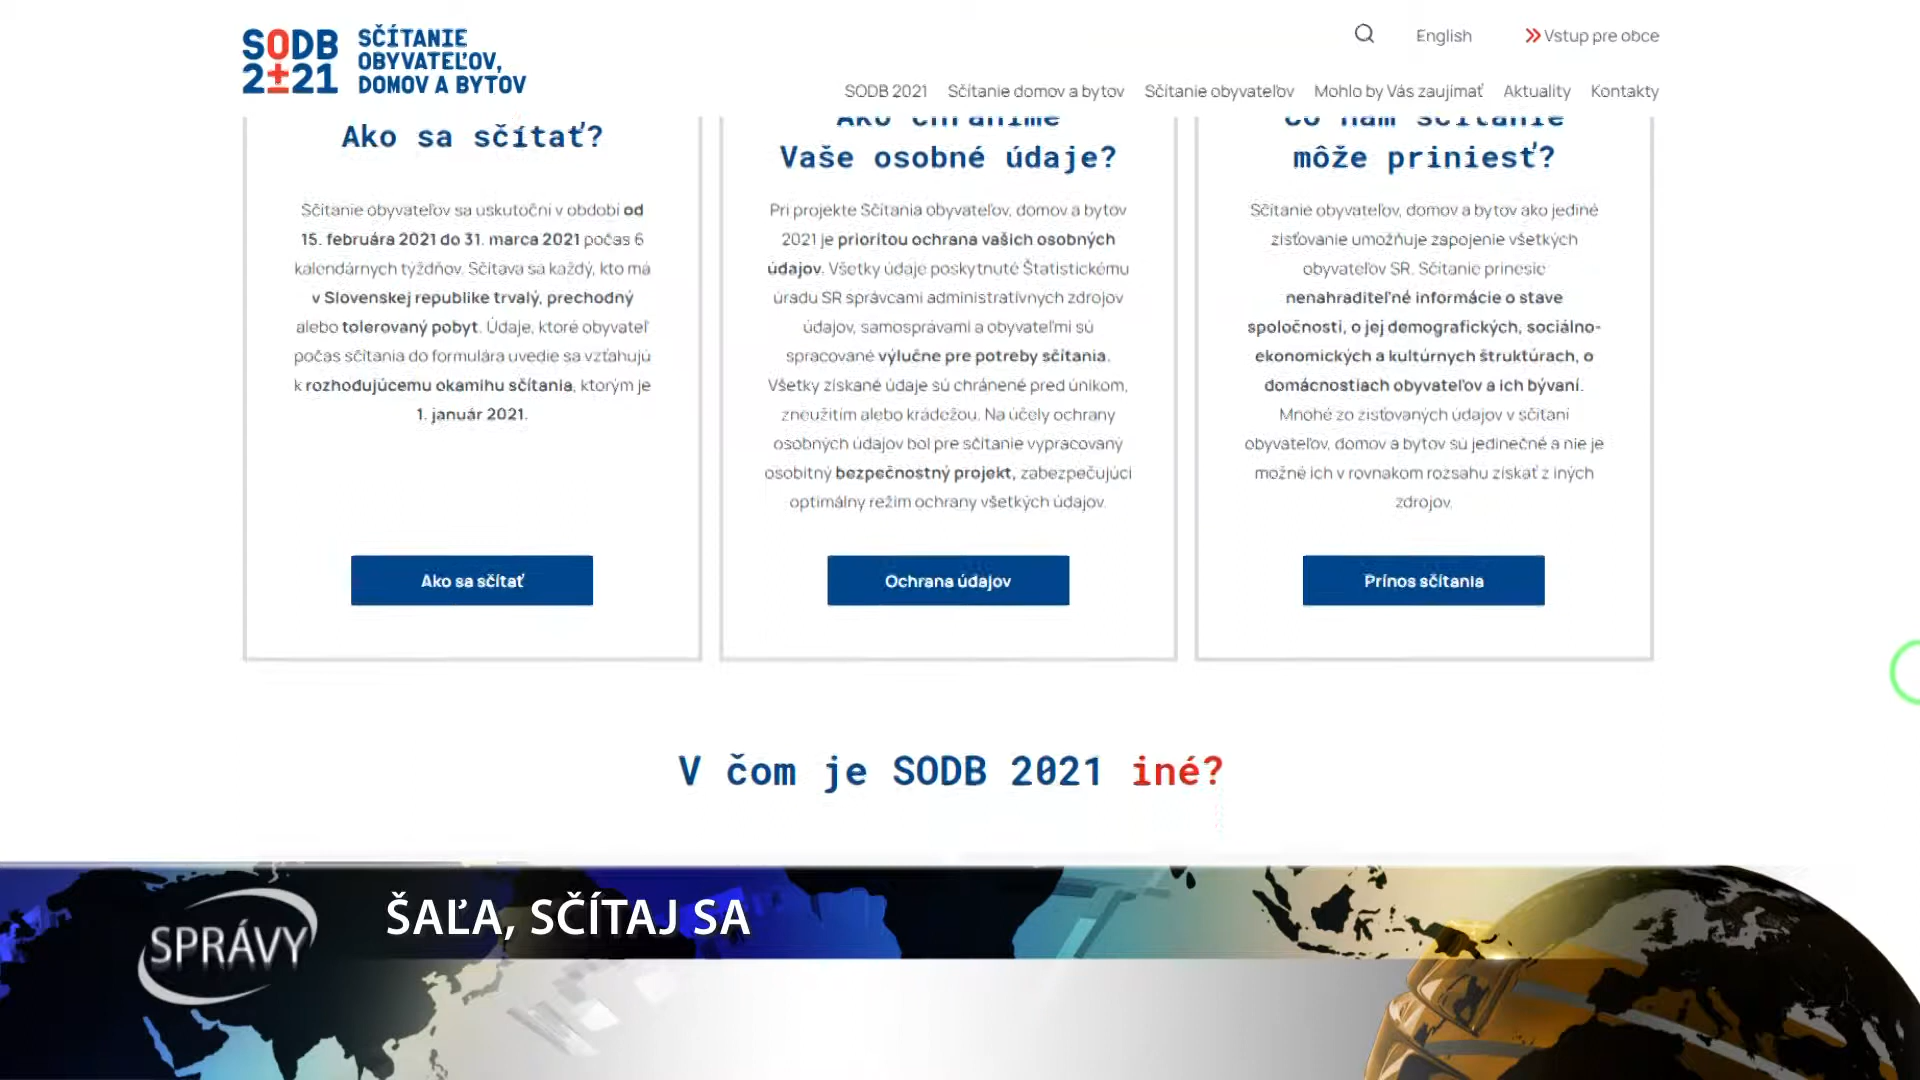 SODB
2±21
SČÍTANIE
OBYVATEĽOV,
DOMOV A BYTOV
English
Vstup pre obce
SODB 2021 Sčítanie domov a bytov Sčítanie obyvateľov Mohlo by Vás zaujímať Aktuality Kontakty
Ako sa sčítať?
Sčítanie obyvateľov sa uskutoční v období od
15. februára 2021 do 31. marca 2021 počas 6
kalendárnych týždňov. Sčítava sa každý, kto má
v Slovenskej republike trvalý, prechodný
alebo tolerovaný pobyt. Údaje, ktoré obyvateľ
počas sčítania do formulára uvedie sa vzťahujú
k rozhodujúcemu okamihu sčítania, ktorým je
1. január 2021.
Ako sa sčítať
Ako chránime
Vaše osobné údaje?
Pri projekte Sčítania obyvateľov, domov a bytov
2021 je prioritou ochrana vašich osobných
údajov. Všetky údaje poskytnuté Štatistickému
úradu SR správcami administratívnych zdrojov
údajov, samosprávami a obyvateľmi sú
spracované výlučne pre potreby sčítania.
Všetky získané údaje sú chránené pred únikom,
zneužitím alebo krádežou. Na účely ochrany
osobných údajov bol pre sčítanie vypracovaný
osobitný bezpečnostný projekt, zabezpečujúci
optimálny režim ochrany všetkých údajov.
Ochrana údajov
Čo nám sčítanie
môže priniesť?
Sčítanie obyvateľov, domov a bytov ako jediné
zisťovanie umožňuje zapojenie všetkých
obyvateľov SR. Sčítanie prinesie
nenahraditeľné informácie o stave
spoločnosti, o jej demografických, sociálno-
ekonomických a kultúrnych štruktúrach, o
domácnostiach obyvateľov a ich bývaní.
Mnohé zo zisťovaných údajov v sčítaní
obyvateľov, domov a bytov sú jedinečné a nie je
možné ich v rovnakom rozsahu získať z iných
zdrojov.
Prínos sčítania
V čom je SODB 2021 iné?
SPRÁVY
ŠAĽA, SČÍTAJ SA